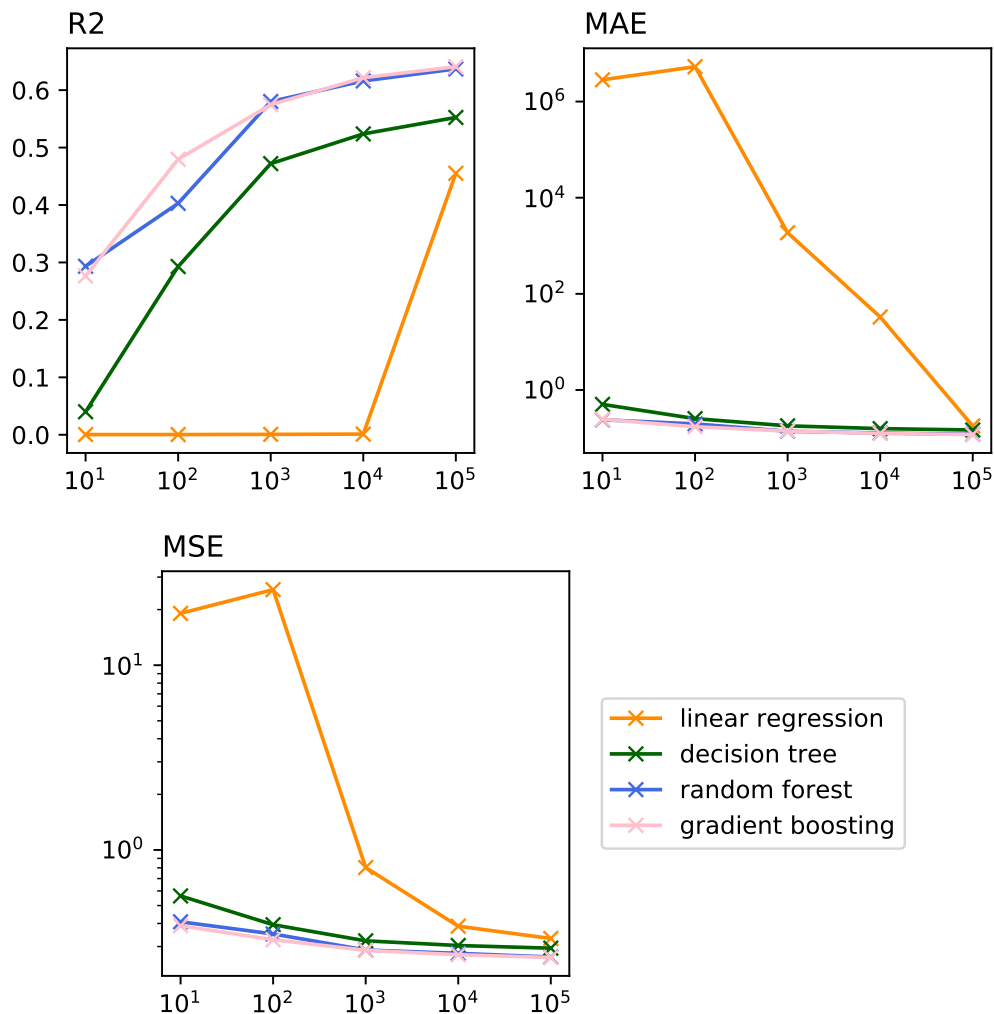 R2
0.6
0.5
0.4
0.3
0.2
0.1
0.0
10¹ 10² 10³ 10⁴ 10⁵
MAE
10⁶
10⁴
10²
10⁰
10¹ 10² 10³ 10⁴ 10⁵
MSE
10¹
10⁰
10¹ 10² 10³ 10⁴ 10⁵
linear regression
decision tree
random forest
gradient boosting